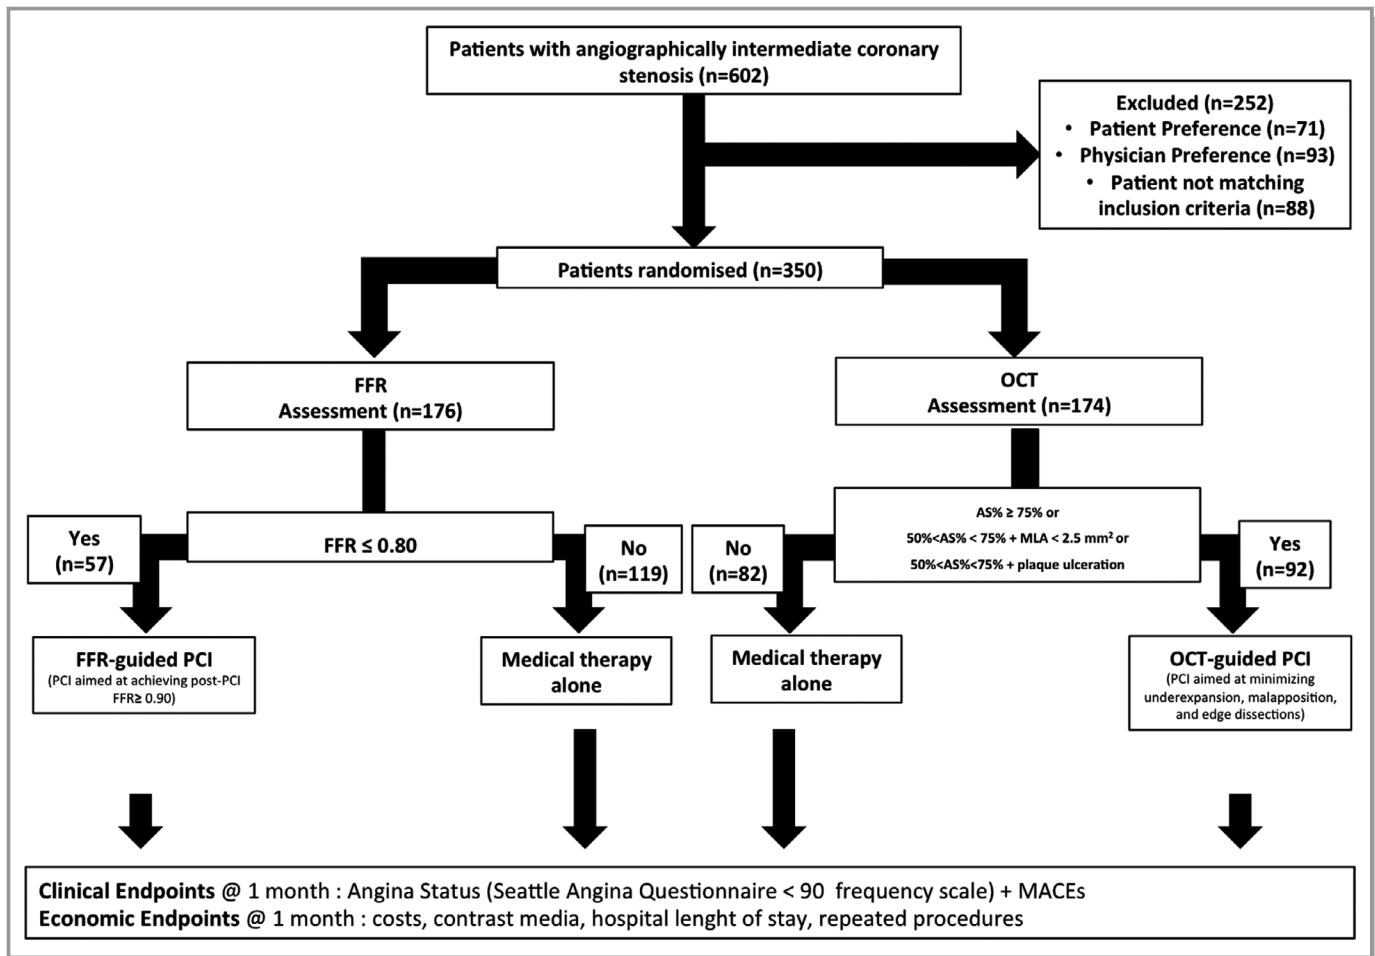 Patients with angiographically intermediate coronary
stenosis (n=602)
Excluded (n=252)
• Patient Preference (n=71)
• Physician Preference (n=93)
• Patient not matching
inclusion criteria (n=88)
Patients randomised (n=350)
FFR
Assessment (n=176)
OCT
Assessment (n=174)
Yes
(n=57)
FFR ≤ 0.80
No
(n=119)
No
(n=82)
AS% ≥ 75% or
50%<AS% < 75% + MLA < 2.5 mm² or
50%<AS%<75% + plaque ulceration
Yes
(n=92)
FFR-guided PCI
(PCI aimed at achieving post-PCI
FFR≥ 0.90)
Medical therapy
alone
Medical therapy
alone
OCT-guided PCI
(PCI aimed at minimizing
underexpansion, malapposition,
and edge dissections)
Clinical Endpoints @ 1 month : Angina Status (Seattle Angina Questionnaire < 90 frequency scale) + MACEs
Economic Endpoints @ 1 month : costs, contrast media, hospital lenght of stay, repeated procedures